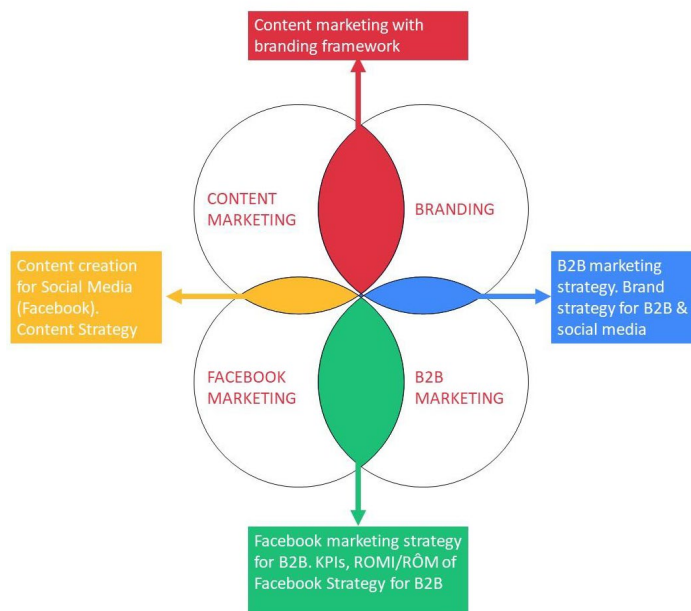 Content marketing with
branding framework
CONTENT
MARKETING
BRANDING
Content creation
for Social Media
(Facebook).
Content Strategy
B2B marketing
strategy. Brand
strategy for B2B &
social media
FACEBOOK
MARKETING
B2B
MARKETING
Facebook marketing strategy
for B2B. KPIs, ROMI/RÔM of
Facebook Strategy for B2B